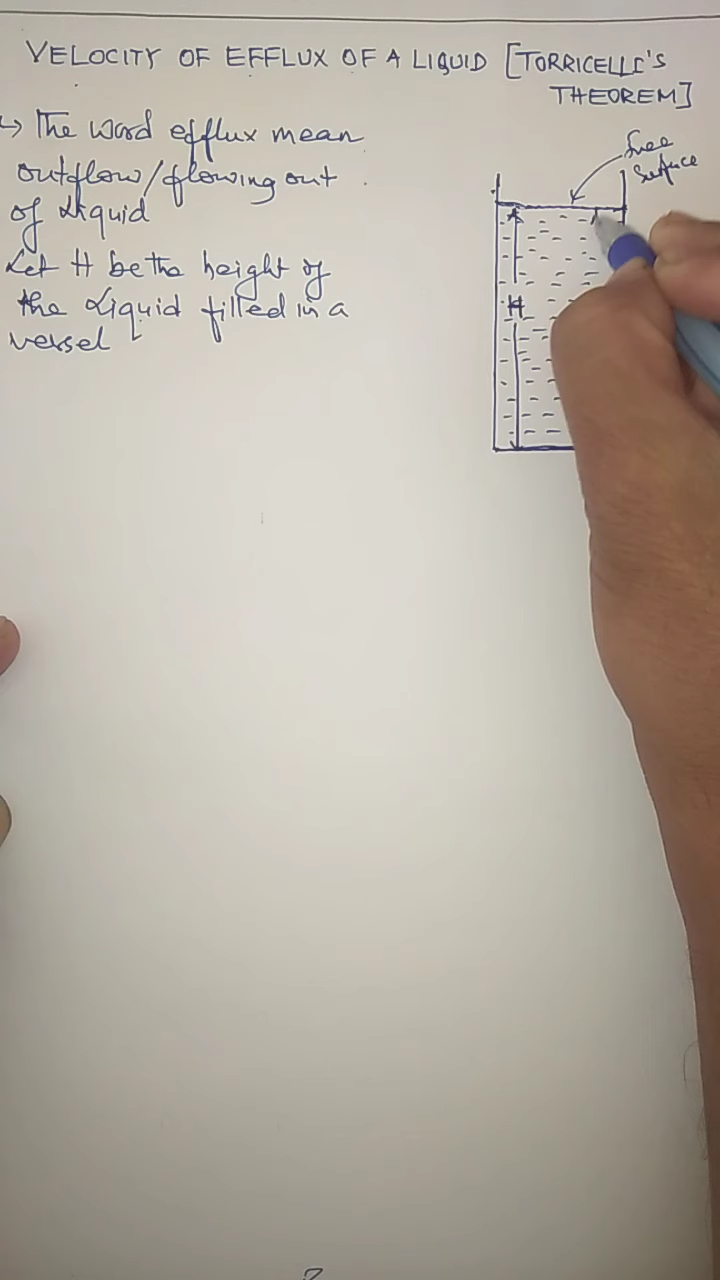 VELOCITY OF EFFLUX OF A LIQUID [TORRICELLI'S
THEOREM]
↳ The word efflux mean
outflow/flowing out
of Liquid
Let H be the height of
the Liquid filled in a
vessel
free
surface
H